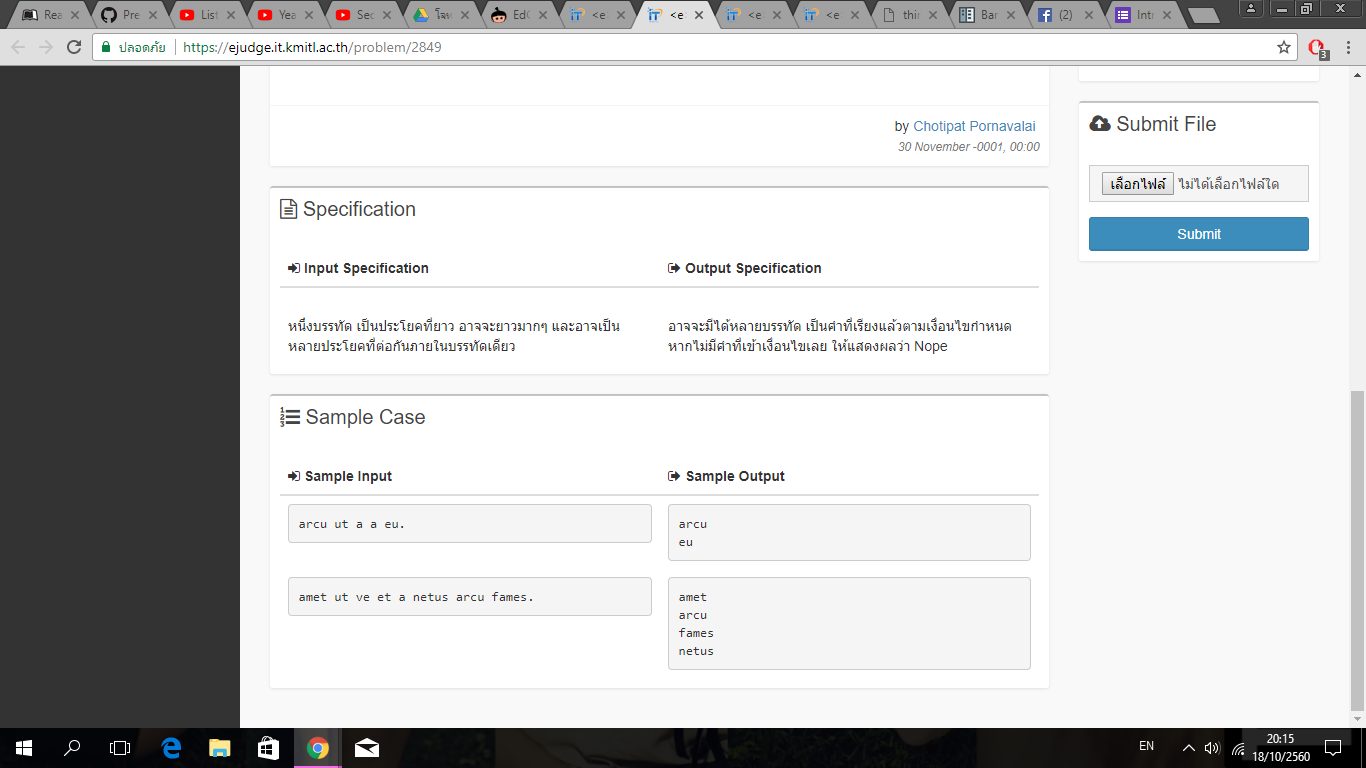 Rea
Pre
List
Yea
Sec
โจท
EdC
<e
<e
<e
<e
thir
Bar
(2)
Intr
ปลอดภัย
https://ejudge.it.kmitl.ac.th/problem/2849
3
by Chotipat Pornavalai
30 November -0001, 00:00
Submit File
เลือกไฟล์ ไม่ได้เลือกไฟล์ใด
Submit
Specification
Input Specification
Output Specification
หนึ่งบรรทัด เป็นประโยคที่ยาว อาจจะยาวมากๆ และอาจเป็น
หลายประโยคที่ต่อกันภายในบรรทัดเดียว
อาจจะมีได้หลายบรรทัด เป็นคำที่เรียงแล้วตามเงื่อนไขกำหนด
หากไม่มีคำที่เข้าเงื่อนไขเลย ให้แสดงผลว่า Nope
Sample Case
Sample Input
Sample Output
arcu ut a a eu.
arcu
eu
amet ut ve et a netus arcu fames.
amet
arcu
fames
netus
EN
20:15
18/10/2560